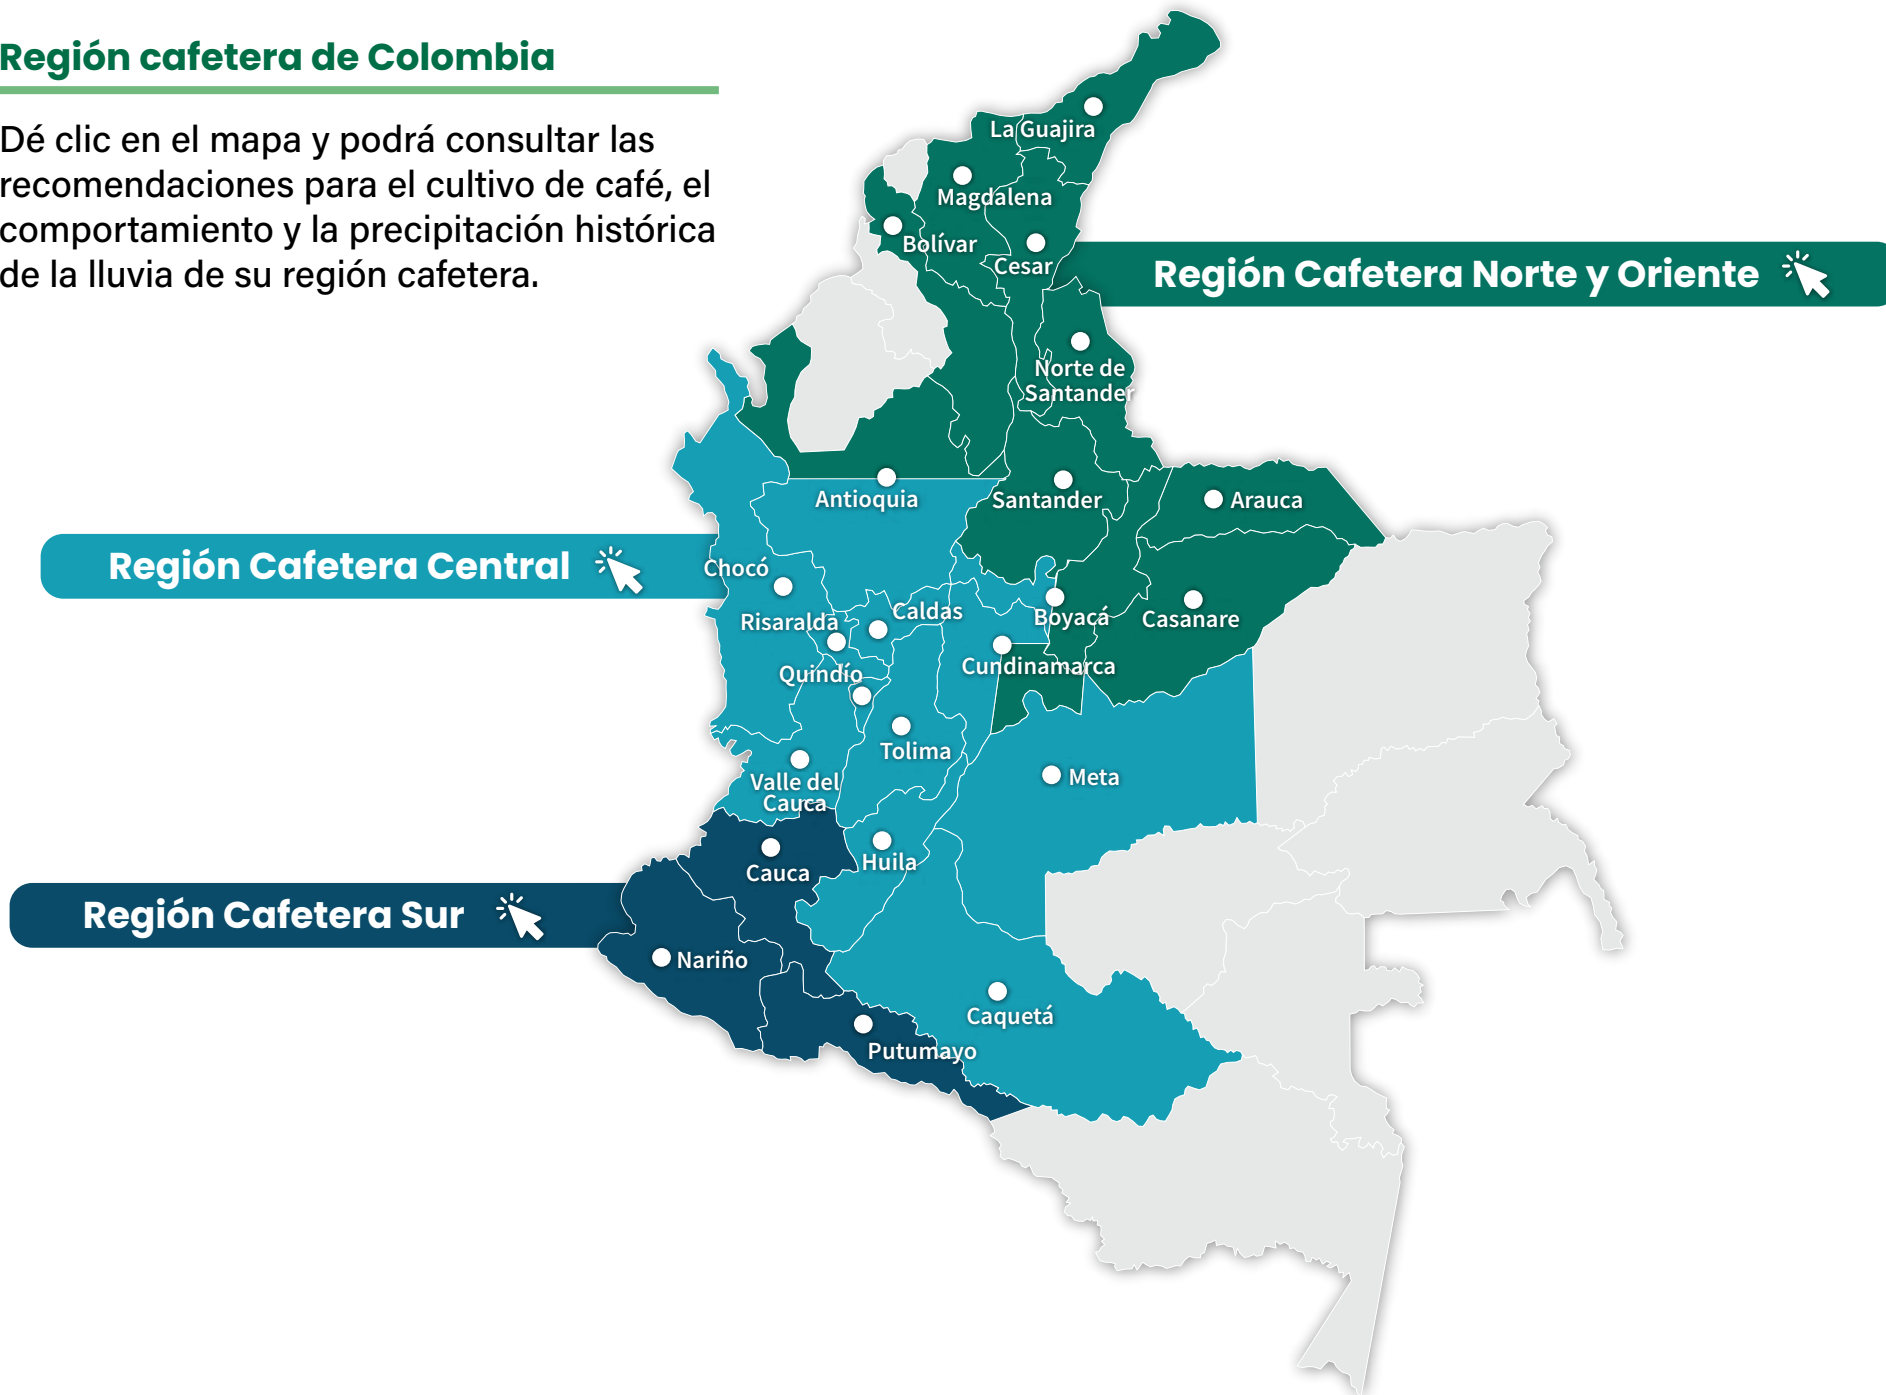 Región cafetera de Colombia
Dé clic en el mapa y podrá consultar las
recomendaciones para el cultivo de café, el
comportamiento y la precipitación histórica
de la lluvia de su región cafetera.
La Guajira
Magdalena
Bolívar
Cesar
Región Cafetera Norte y Oriente
Norte de
Santander
Antioquia
Santander
Arauca
Región Cafetera Central
Chocó
Caldas
Risaralda
Boyacá
Casanare
Quindío
Cundinamarca
Tolima
Meta
Valle del
Cauca
Huila
Cauca
Región Cafetera Sur
Nariño
Caquetá
Putumayo